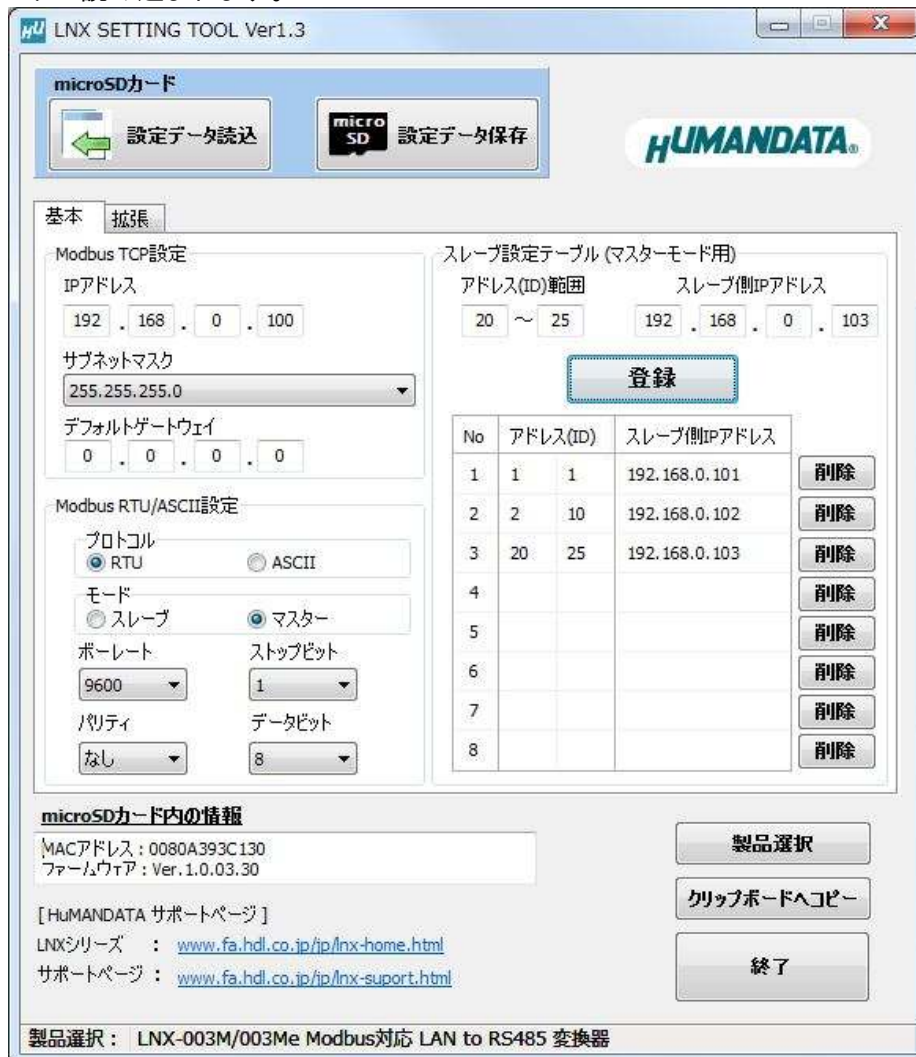 LNX SETTING TOOL Ver1.3
microSDカード
設定データ読込
micro SD 設定データ保存
HUMANDATA®
基本 拡張
Modbus TCP設定
IPアドレス
192 . 168 . 0 . 100
サブネットマスク
255.255.255.0
デフォルトゲートウェイ
0 . 0 . 0 . 0
Modbus RTU/ASCII設定
プロトコル
RTU ASCII
モード
スレーブ マスター
ボーレート ストップビット
9600 1
パリティ データビット
なし 8
スレーブ設定テーブル (マスターモード用)
アドレス(ID)範囲 スレーブ側IPアドレス
20 ～ 25 192 . 168 . 0 . 103
登録
No アドレス(ID) スレーブ側IPアドレス
1 1 1 192.168.0.101 削除
2 2 10 192.168.0.102 削除
3 20 25 192.168.0.103 削除
4 削除
5 削除
6 削除
7 削除
8 削除
microSDカード内の情報
MACアドレス : 0080A393C130
ファームウェア : Ver.1.0.03.30
[ HuMANDATA サポートページ ]
LNXシリーズ : www.fa.hdl.co.jp/jp/lnx-home.html
サポートページ : www.fa.hdl.co.jp/jp/lnx-suport.html
製品選択
クリップボードへコピー
終了
製品選択 : LNX-003M/003Me Modbus対応 LAN to RS485 変換器